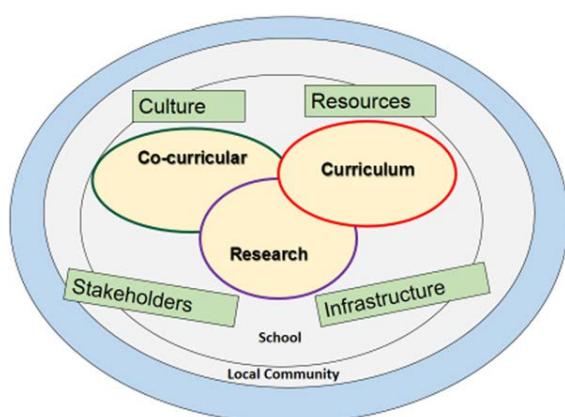 Culture
Resources
Co-curricular
Curriculum
Research
Stakeholders
Infrastructure
School
Local Community